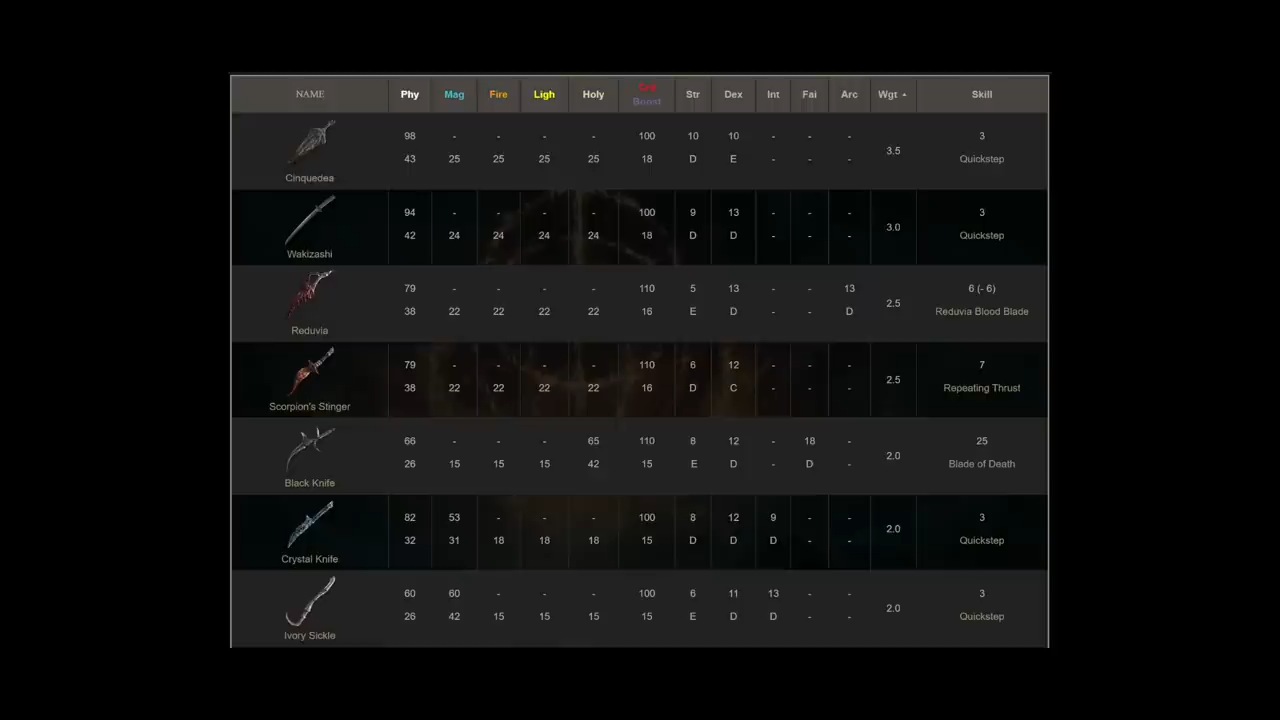 NAME Phy Mag Fire Ligh Holy Crit Boost Str Dex Int Fai Arc Wgt Skill
98 - - - - 100 10 10 - - - 3
43 25 25 25 25 18 D E - - - 3.5 Quickstep
Cinquedea
94 - - - - 100 9 13 - - - 3
42 24 24 24 24 18 D D - - - 3.0 Quickstep
Wakizashi
79 - - - - 110 5 13 - - 13 6 (- 6)
38 22 22 22 22 16 E D - - D 2.5 Reduvia Blood Blade
Reduvia
79 - - - - 110 6 12 - - - 7
38 22 22 22 22 16 D C - - - 2.5 Repeating Thrust
Scorpion's Stinger
66 - - - 65 110 8 12 - 18 - 25
26 15 15 15 42 15 E D - D - 2.0 Blade of Death
Black Knife
82 53 - - - 100 8 12 9 - - 3
32 31 18 18 18 15 D D D - - 2.0 Quickstep
Crystal Knife
60 60 - - - 100 6 11 13 - - 3
26 42 15 15 15 15 E D D - - 2.0 Quickstep
Ivory Sickle